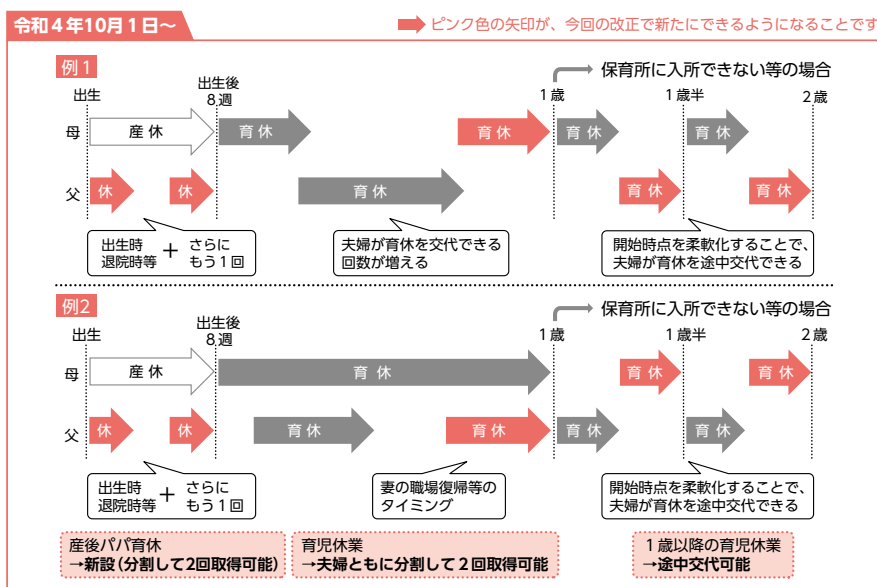 令和4年10月1日～
ピンク色の矢印が、今回の改正で新たにできるようになることです
例1
保育所に入所できない等の場合
出生
出生後
8週
1歳
1歳半
2歳
母
産休
育休
育休
育休
育休
父
休
休
育休
育休
育休
出生時
退院時等
＋
さらに
もう1回
夫婦が育休を交代できる
回数が増える
開始時点を柔軟化することで、
夫婦が育休を途中交代できる
例2
保育所に入所できない等の場合
出生
出生後
8週
1歳
1歳半
2歳
母
産休
育休
育休
育休
父
休
休
育休
育休
育休
育休
出生時
退院時等
＋
さらに
もう1回
妻の職場復帰等の
タイミング
開始時点を柔軟化することで、
夫婦が育休を途中交代できる
産後パパ育休
→新設(分割して2回取得可能)
育児休業
→夫婦ともに分割して2回取得可能
1歳以降の育児休業
→途中交代可能